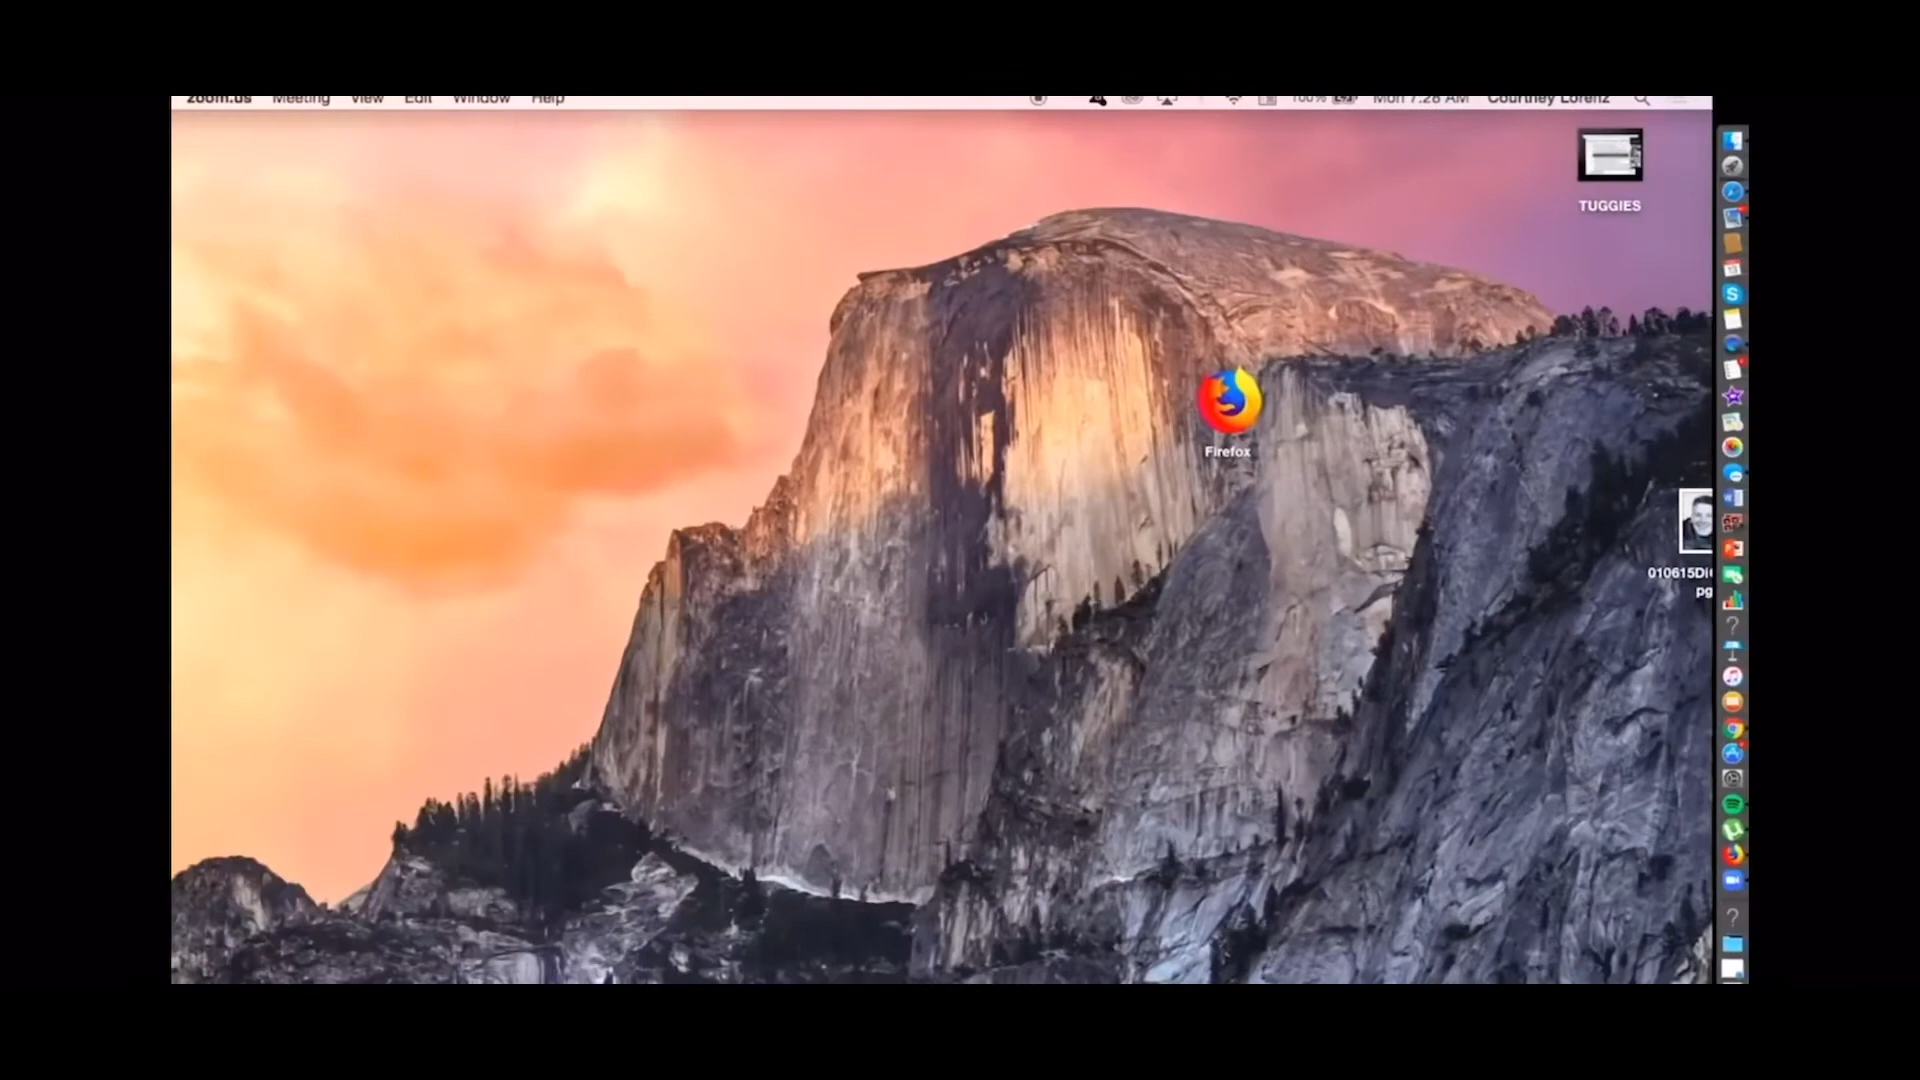 zoom.us Meeting View Edit Window Help 100% Mon 7:28 AM Courtney Lorenz
TUGGIES
Firefox
010615Di
pg